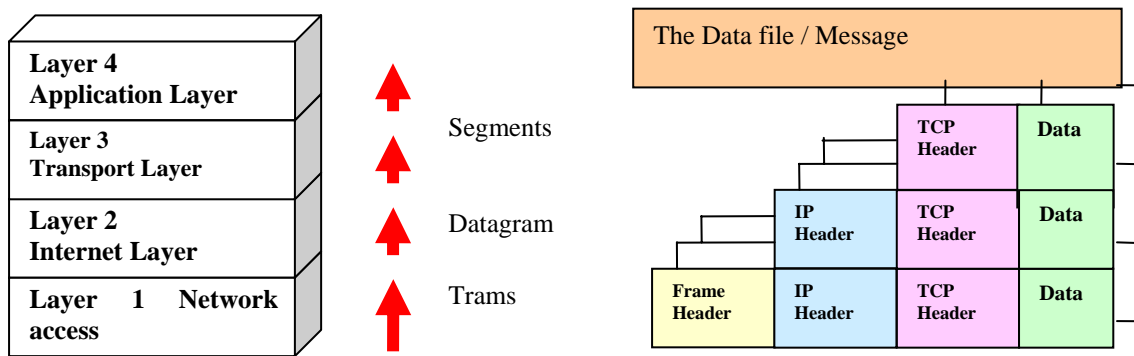 Layer 4
Application Layer
Layer 3
Transport Layer
Layer 2
Internet Layer
Layer 1 Network
access
Segments
Datagram
Trams
The Data file / Message
TCP
Header
Data
IP
Header
TCP
Header
Data
Frame
Header
IP
Header
TCP
Header
Data